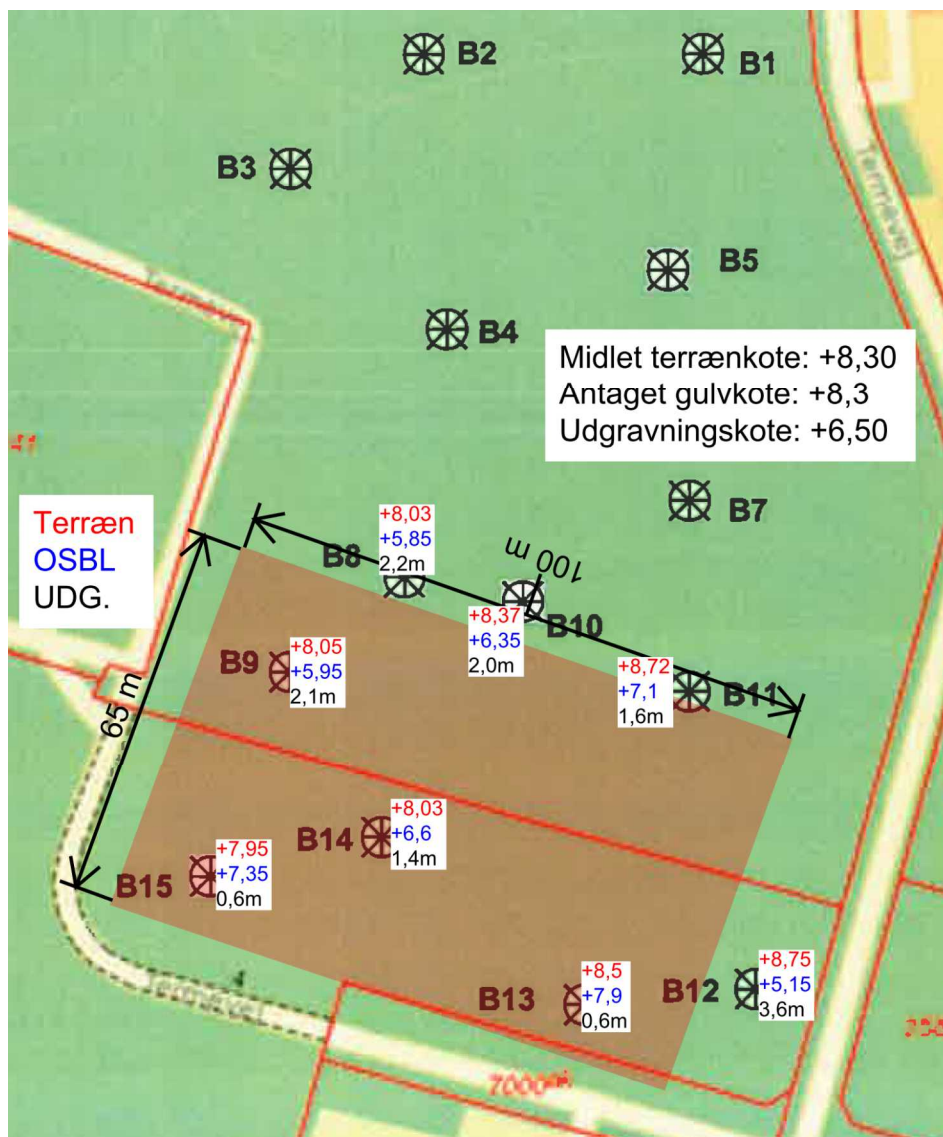 B2
B1
B3
Termevej
B5
B4
Midlet terrænkote: +8,30
Antaget gulvkote: +8,3
Udgravningskote: +6,50
Terræn
OSBL
UDG.
B7
B8
+8,03
+5,85
2,2m
100 m
B10
+8,37
+6,35
2,0m
B9
+8,05
+5,95
2,1m
B11
+8,72
+7,1
1,6m
65 m
B14
+8,03
+6,6
1,4m
B15
+7,95
+7,35
0,6m
B13
+8,5
+7,9
0,6m
B12
+8,75
+5,15
3,6m
4